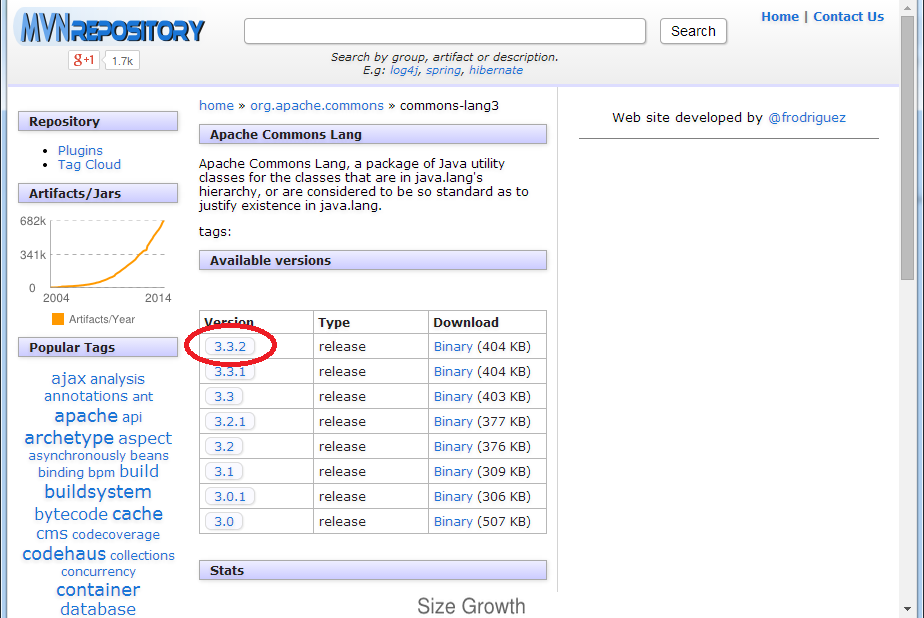 MVNREPOSITORY
g+1 1.7k
Search
Home | Contact Us
Search by group, artifact or description.
E.g: log4j, spring, hibernate
Repository
Plugins
Tag Cloud
Artifacts/Jars
682k
341k
0
2004 2014
Artifacts/Year
Popular Tags
ajax analysis
annotations ant
apache api
archetype aspect
asynchronously beans
binding bpm build
buildsystem
bytecode cache
cms codecoverage
codehaus collections
concurrency
container
database
home » org.apache.commons » commons-lang3
Apache Commons Lang
Apache Commons Lang, a package of Java utility
classes for the classes that are in java.lang's
hierarchy, or are considered to be so standard as to
justify existence in java.lang.
tags:
Available versions
Version Type Download
3.3.2 release Binary (404 KB)
3.3.1 release Binary (404 KB)
3.3 release Binary (403 KB)
3.2.1 release Binary (377 KB)
3.2 release Binary (376 KB)
3.1 release Binary (309 KB)
3.0.1 release Binary (306 KB)
3.0 release Binary (507 KB)
Stats
Size Growth
Web site developed by @frodriguez